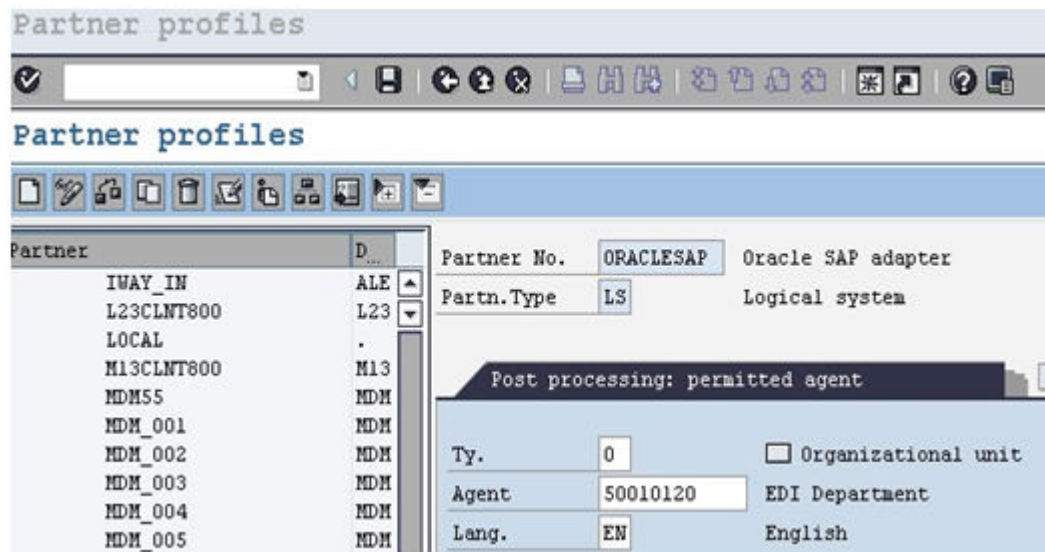 Partner profiles
Partner profiles
Partner
D...
IWAY_IN
ALE
L23CLNT800
L23
LOCAL
.
M13CLNT800
M13
MDM55
MDM
MDM_001
MDM
MDM_002
MDM
MDM_003
MDM
MDM_004
MDM
MDM_005
MDM
Partner No.
ORACLESAP
Oracle SAP adapter
Partn.Type
LS
Logical system
Post processing: permitted agent
Ty.
O
Organizational unit
Agent
50010120
EDI Department
Lang.
EN
English